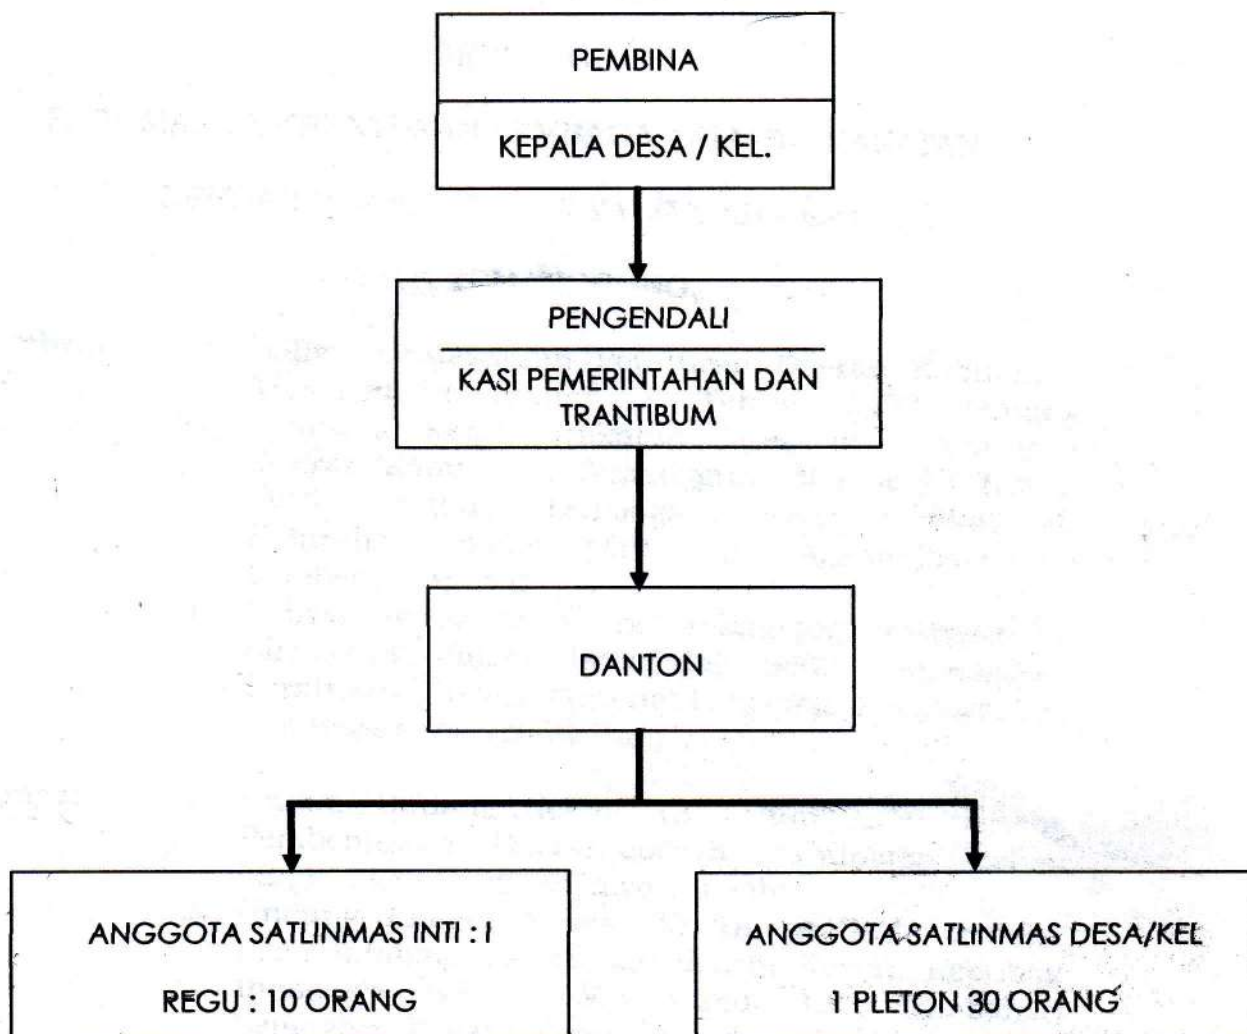 PEMBINA
KEPALA DESA / KEL.
PENGENDALI
KASI PEMERINTAHAN DAN
TRANTIBUM
DANTON
ANGGOTA SATLINMAS INTI : I
REGU : 10 ORANG
ANGGOTA SATLINMAS DESA/KEL
1 PLETON 30 ORANG